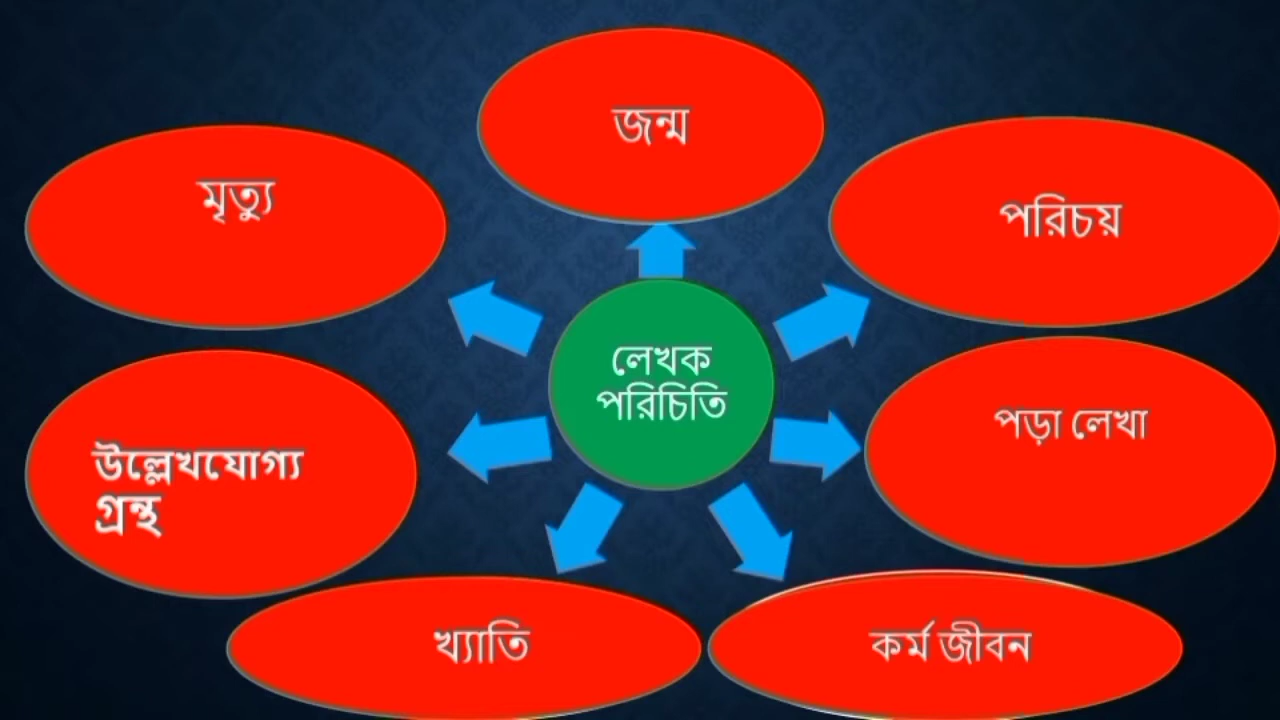 জন্ম
মৃত্যু
পরিচয়
লেখক
পরিচিতি
পড়া লেখা
উল্লেখযোগ্য
গ্রন্থ
খ্যাতি
কর্ম জীবন